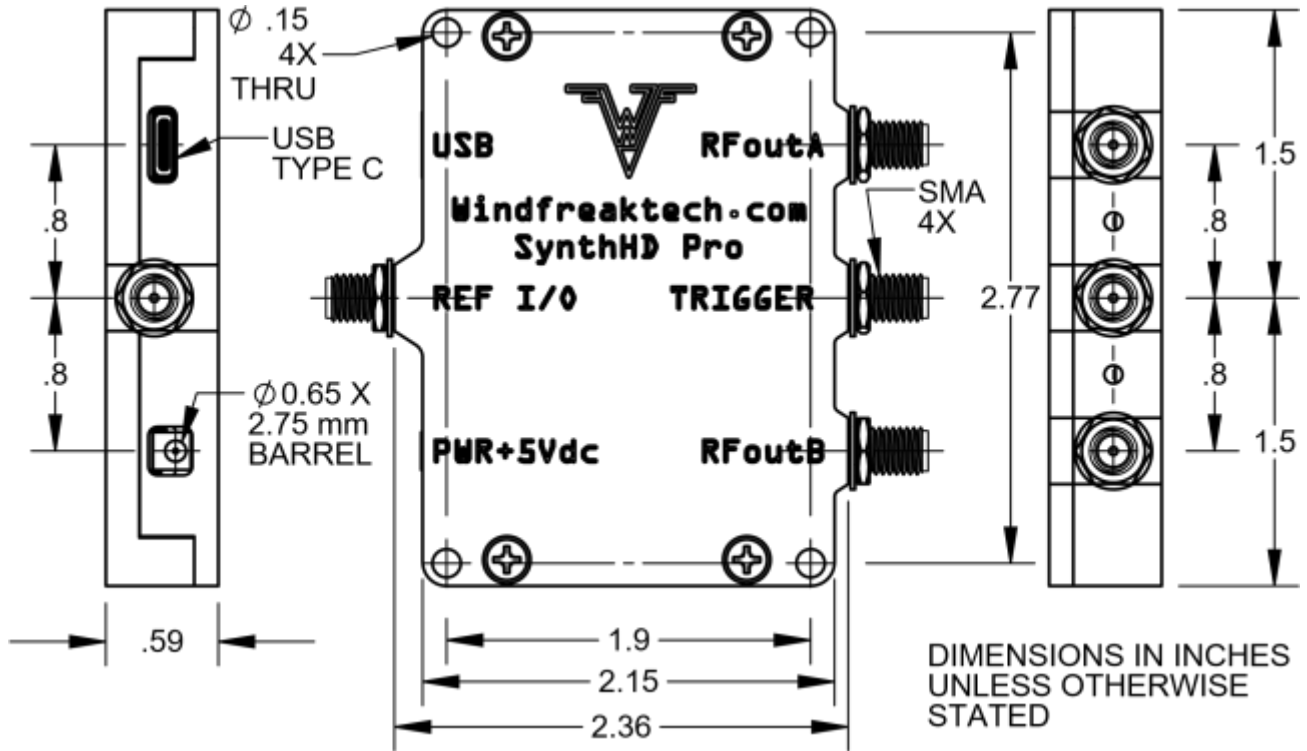 Ø .15
4X
THRU
USB
TYPE C
.8
.8
Ø0.65 X
2.75 mm
BARREL
.59
USB
RFoutA
Windfreaktech.com
SynthHD Pro
REF I/O
TRIGGER
PWR+5Vdc
RFoutB
SMA
4X
2.77
1.9
2.15
2.36
1.5
.8
.8
1.5
DIMENSIONS IN INCHES
UNLESS OTHERWISE
STATED